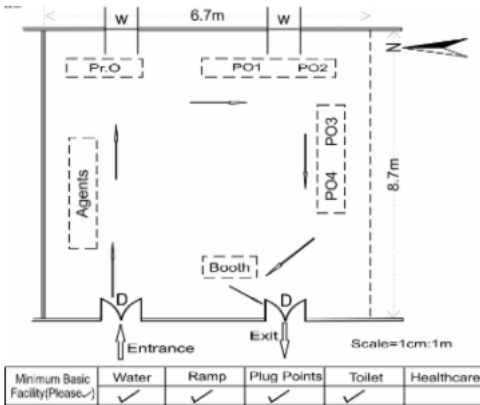 6.7m
W
W
Pr.O
PO1
PO2
N
PO3
PO4
8.7m
Agents
Booth
D
D
Entrance
Exit
Scale=1cm:1m
Minimum Basic Facility(Please✓)
Water
Ramp
Plug Points
Toilet
Healthcare
✓
✓
✓
✓